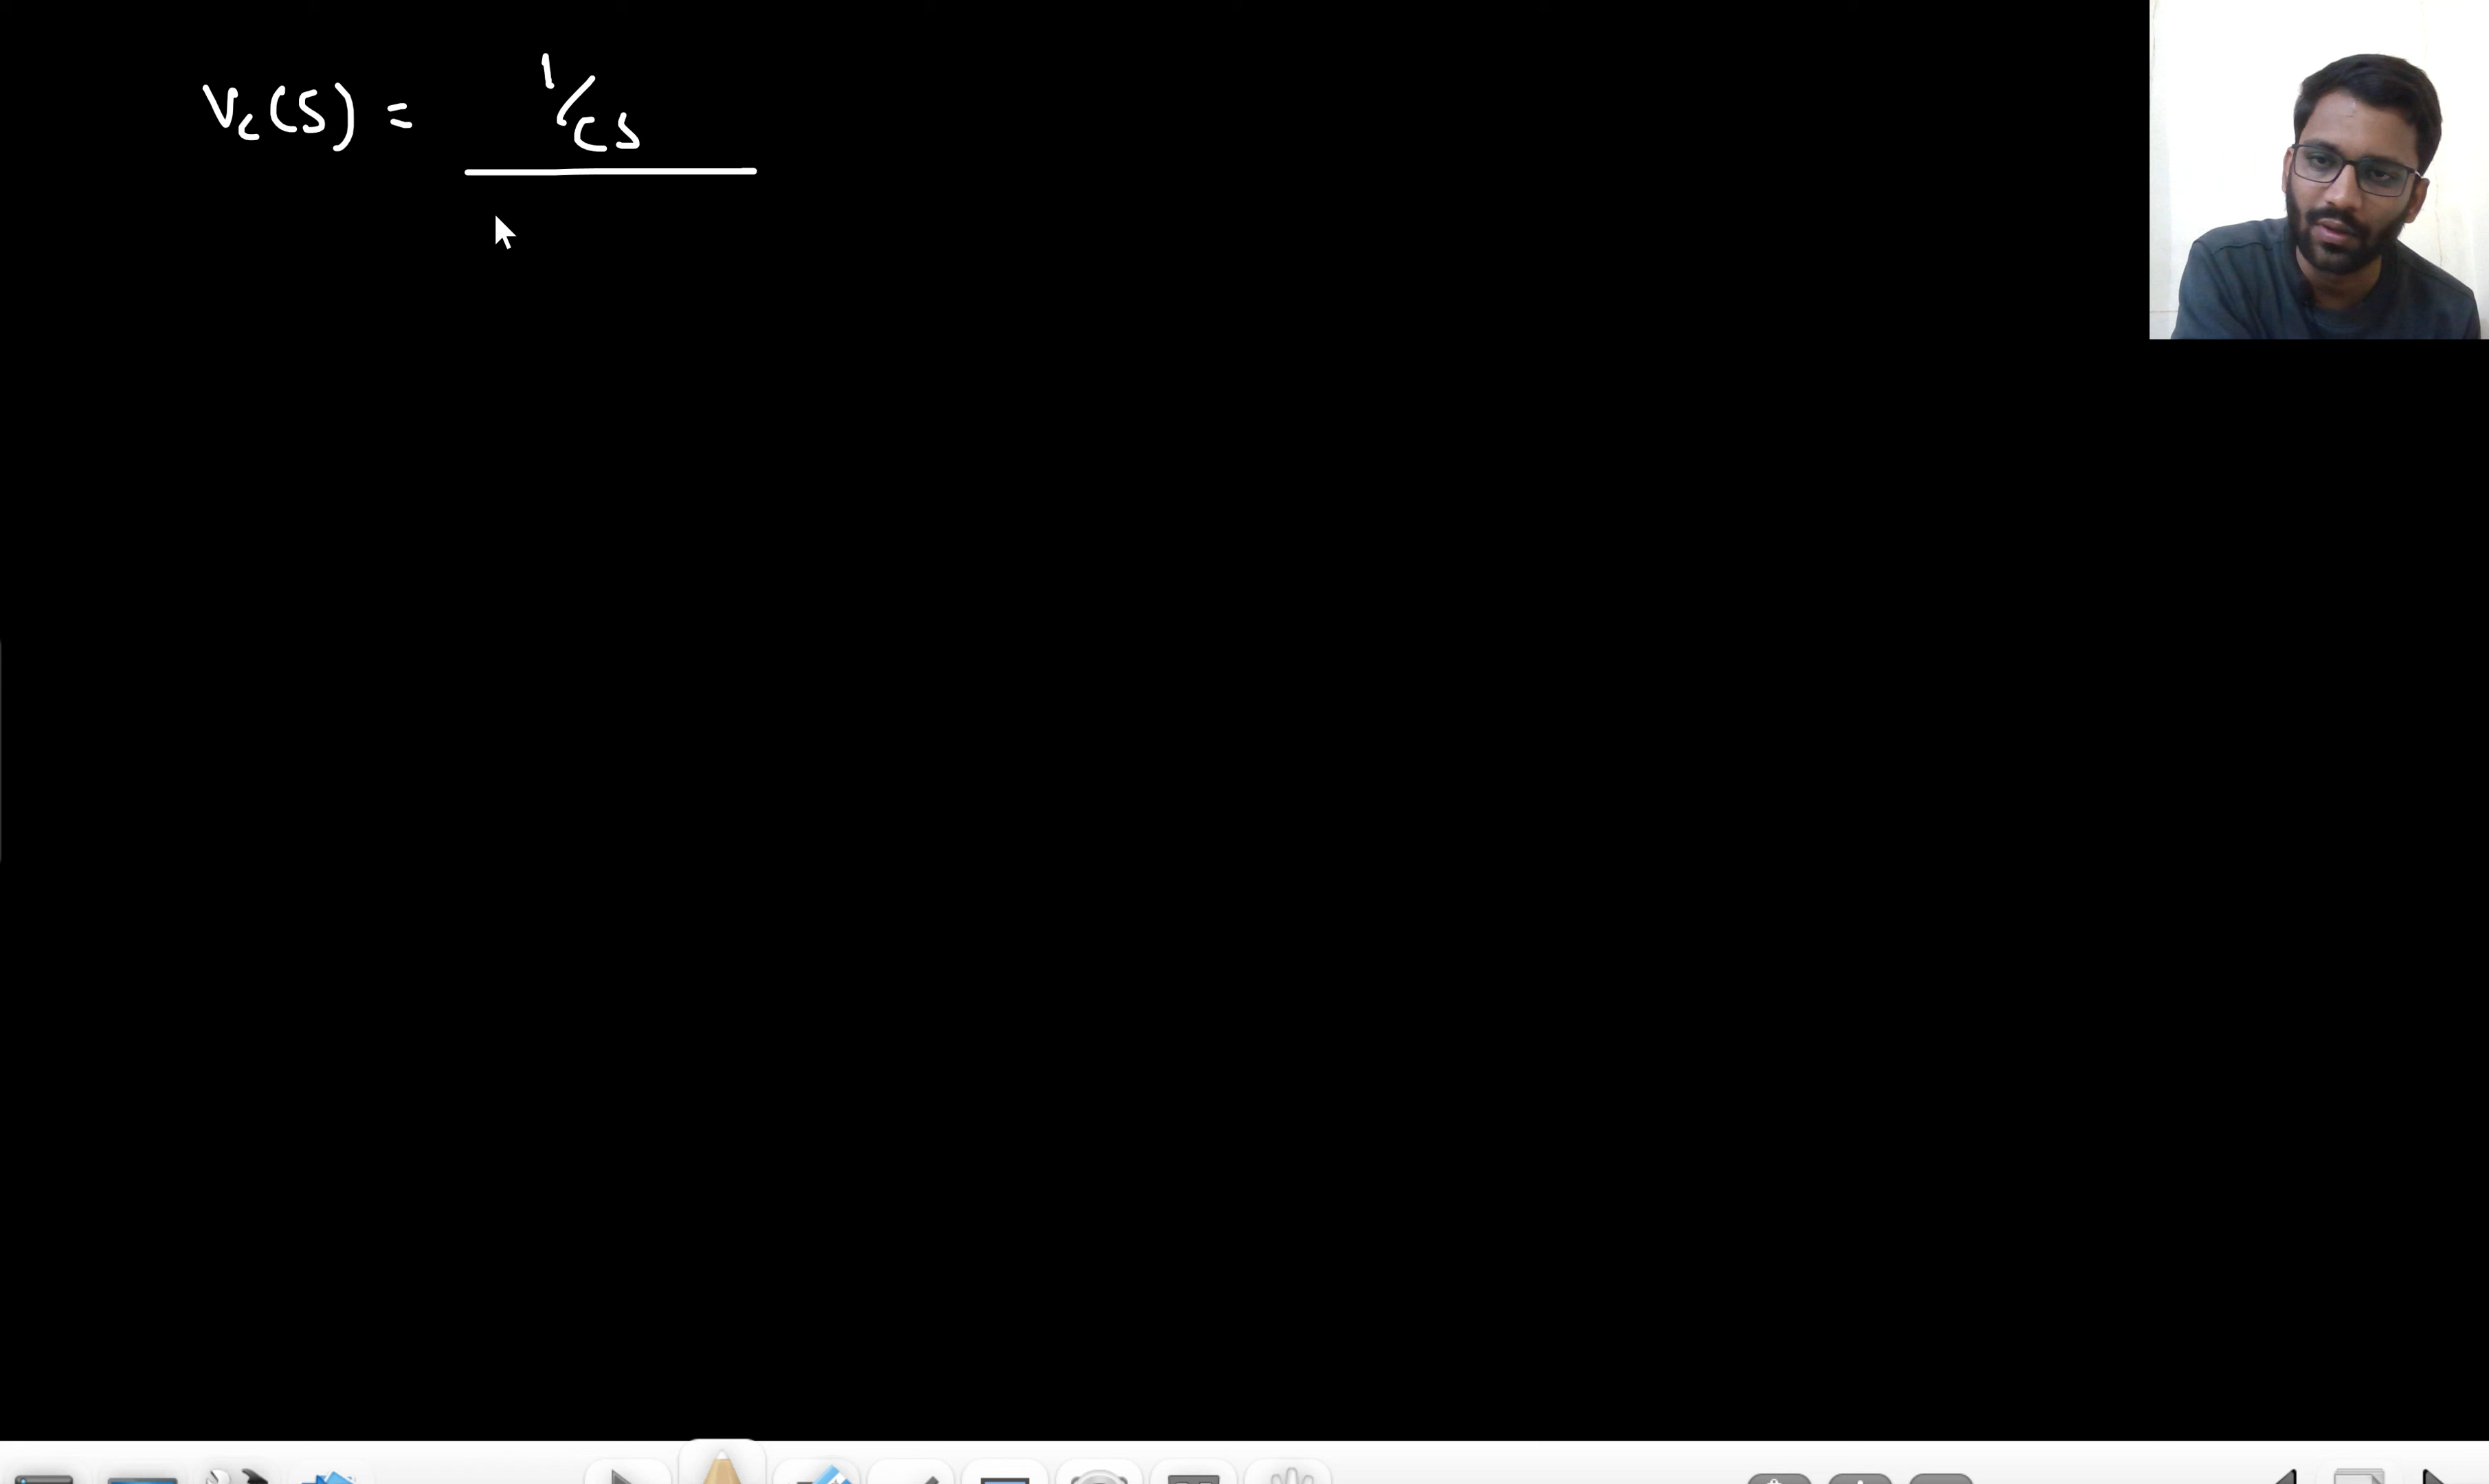 Vc(s) = 1/Cs